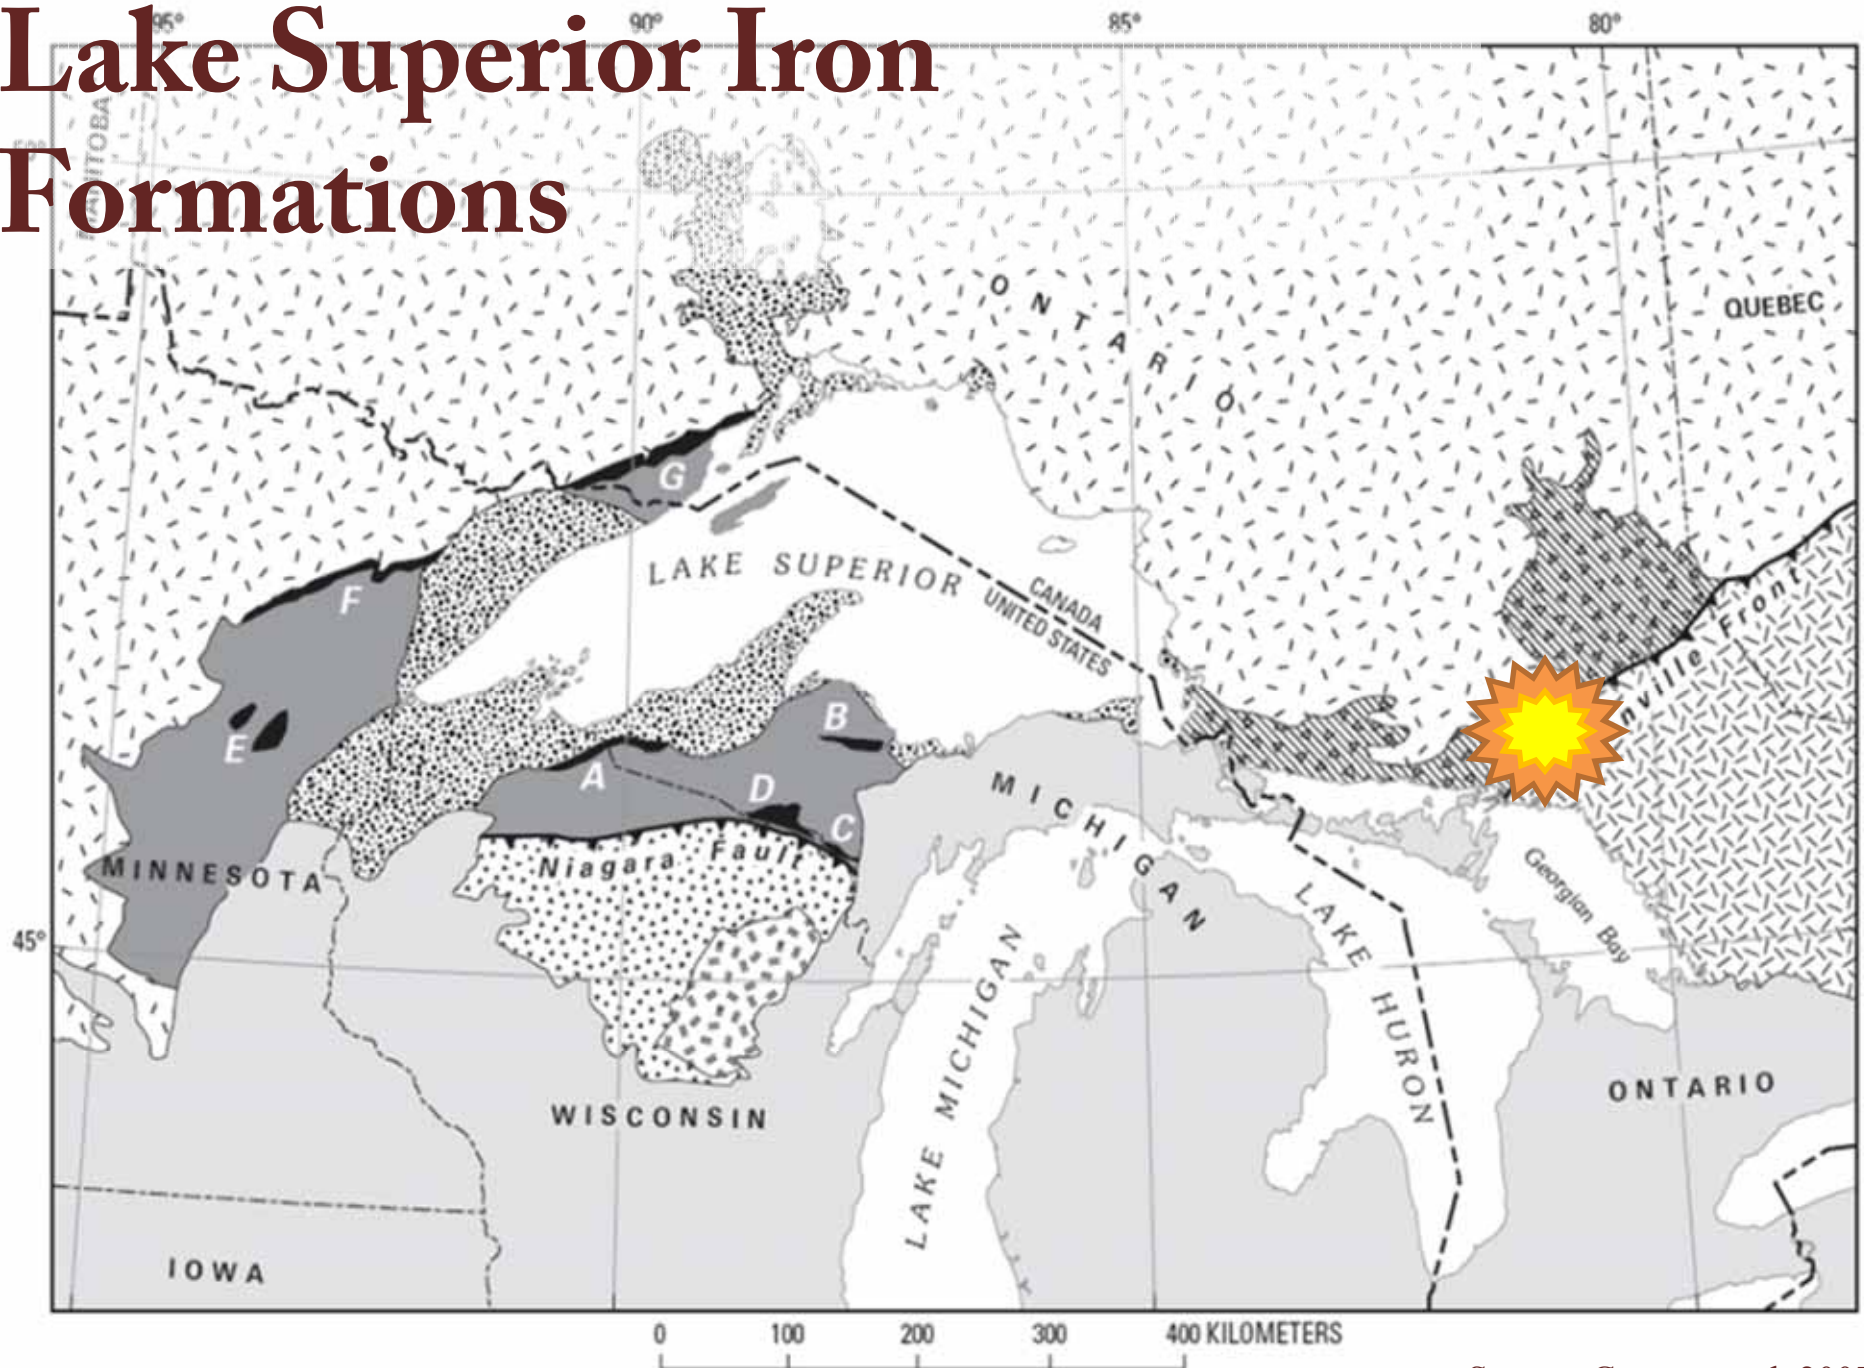 Lake Superior Iron
Formations
95°
90°
85°
80°
MANITOBA
ONTARIO
QUEBEC
G
LAKE SUPERIOR
CANADA
UNITED STATES
F
Front
B
E
A
D
C
MICHIGAN
MINNESOTA
Niagara Fault
Georgian Bay
LAKE HURON
45°
LAKE MICHIGAN
WISCONSIN
ONTARIO
IOWA
0 100 200 300 400 KILOMETERS